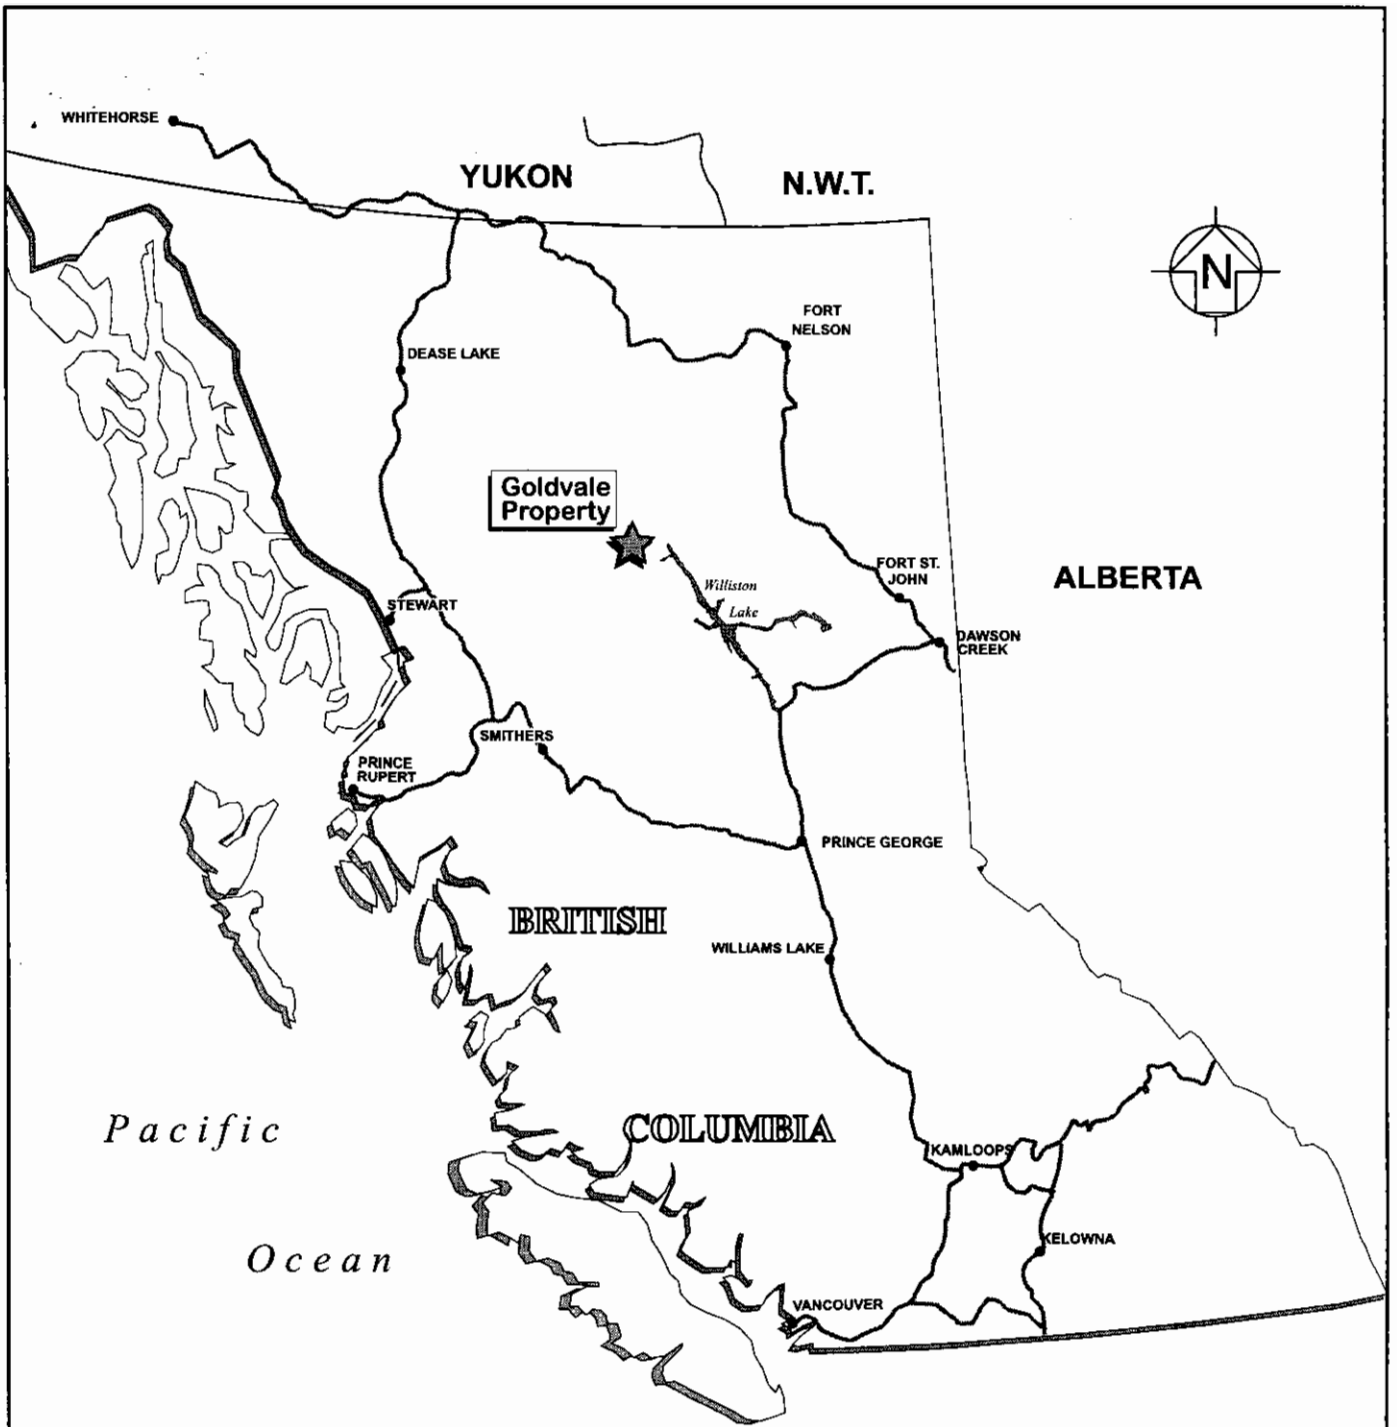 WHITEHORSE
YUKON
N.W.T.
N
FORT
NELSON
DEASE LAKE
Goldvale
Property
FORT ST.
JOHN
ALBERTA
Williston
Lake
STEWART
DAWSON
CREEK
SMITHERS
PRINCE
RUPERT
PRINCE GEORGE
BRITISH
WILLIAMS LAKE
Pacific
COLUMBIA
KAMLOOPS
KELOWNA
Ocean
VANCOUVER